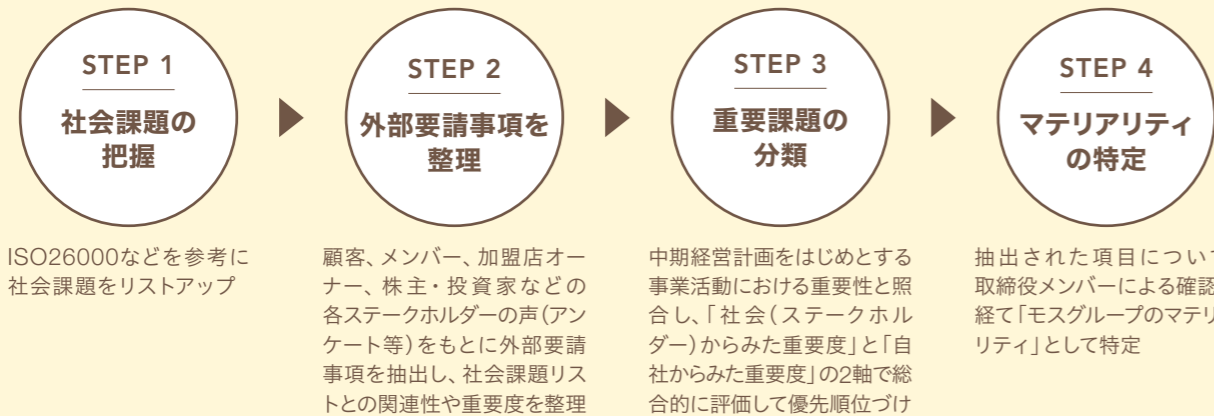 STEP 1
社会課題の
把握
ISO26000などを参考に
社会課題をリストアップ
STEP 2
外部要請事項を
整理
顧客、メンバー、加盟店オー
ナー、株主・投資家などの
各ステークホルダーの声(アン
ケート等)をもとに外部要請
事項を抽出し、社会課題リス
トとの関連性や重要度を整理
STEP 3
重要課題の
分類
中期経営計画をはじめとする
事業活動における重要性と照
合し、「社会(ステークホル
ダー)からみた重要度」と「自
社からみた重要度」の2軸で総
合的に評価して優先順位づけ
STEP 4
マテリアリティ
の特定
抽出された項目につい
取締役メンバーによる確認
経て「モスグループのマテリ
リティ」として特定